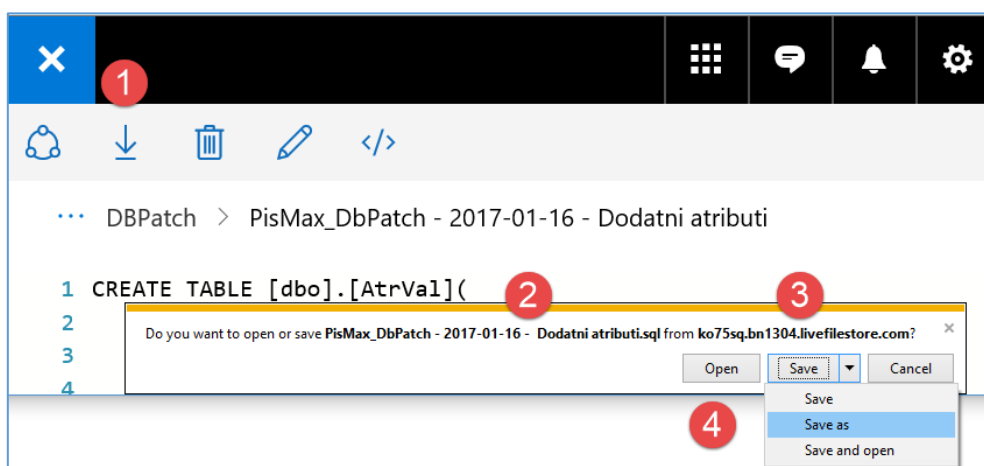 1
</>
... DBPatch > PisMax_DbPatch - 2017-01-16 - Dodatni atributi
1 CREATE TABLE [dbo].[AtrVal](
2
3
4
2
3
Do you want to open or save PisMax_DbPatch - 2017-01-16 - Dodatni atributi.sql from ko75sq.bn1304.livefilestore.com?
Open Save Cancel
4
Save
Save as
Save and open